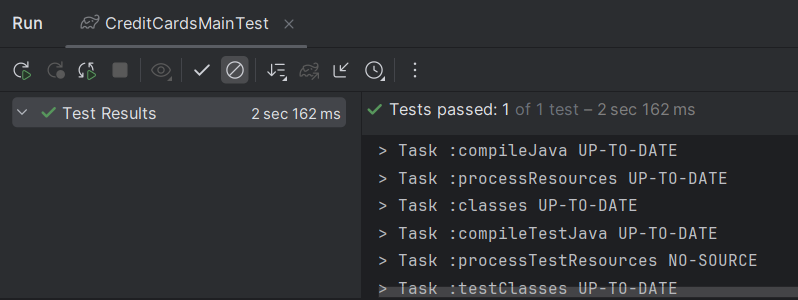 Run CreditCardsMainTest
Test Results 2 sec 162 ms
Tests passed: 1 of 1 test – 2 sec 162 ms
> Task :compileJava UP-TO-DATE
> Task :processResources UP-TO-DATE
> Task :classes UP-TO-DATE
> Task :compileTestJava UP-TO-DATE
> Task :processTestResources NO-SOURCE
> Task :testClasses UP-TO-DATE